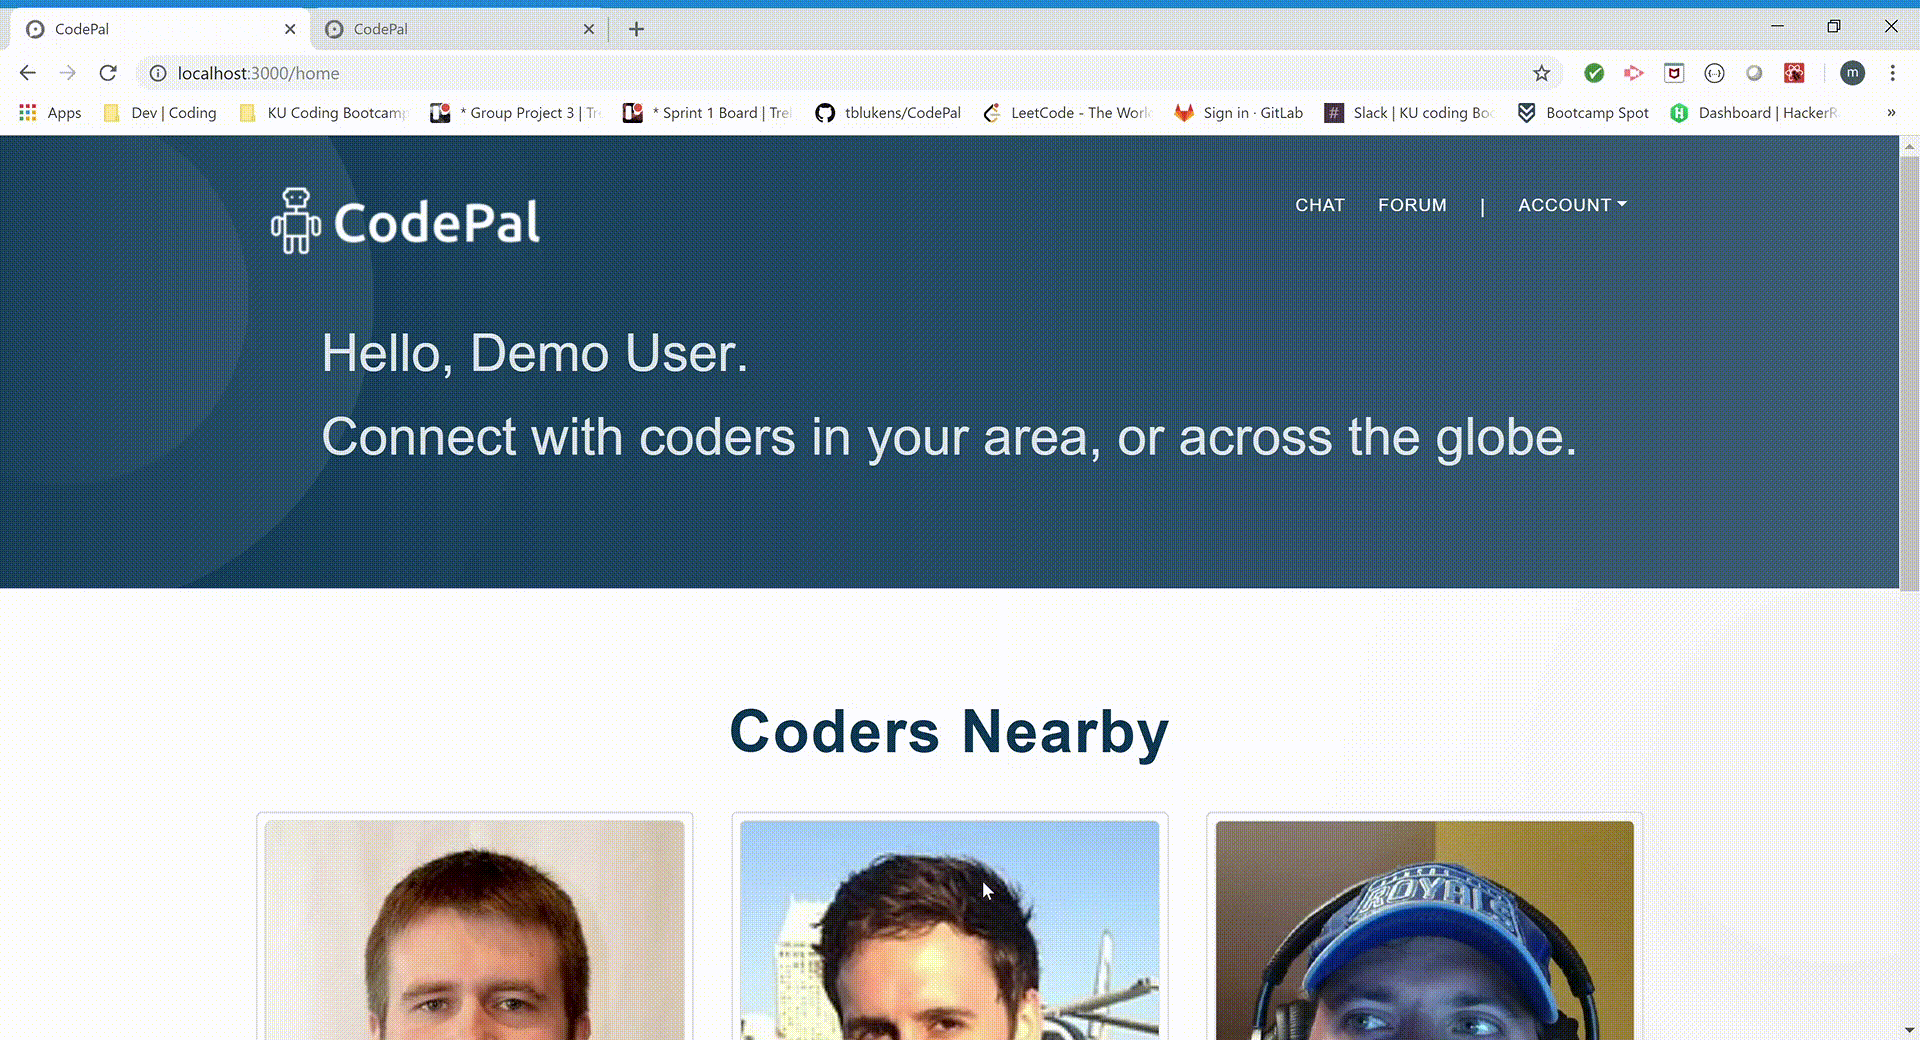 CodePal
CodePal
localhost:3000/home
m
Apps
Dev | Coding
KU Coding Bootcamp
* Group Project 3 | Tr
* Sprint 1 Board | Trel
tblukens/CodePal
LeetCode - The Worl
Sign in · GitLab
Slack | KU coding Boo
Bootcamp Spot
Dashboard | HackerR
»
CodePal
CHAT
FORUM
|
ACCOUNT
Hello, Demo User.
Connect with coders in your area, or across the globe.
Coders Nearby
ROYALS